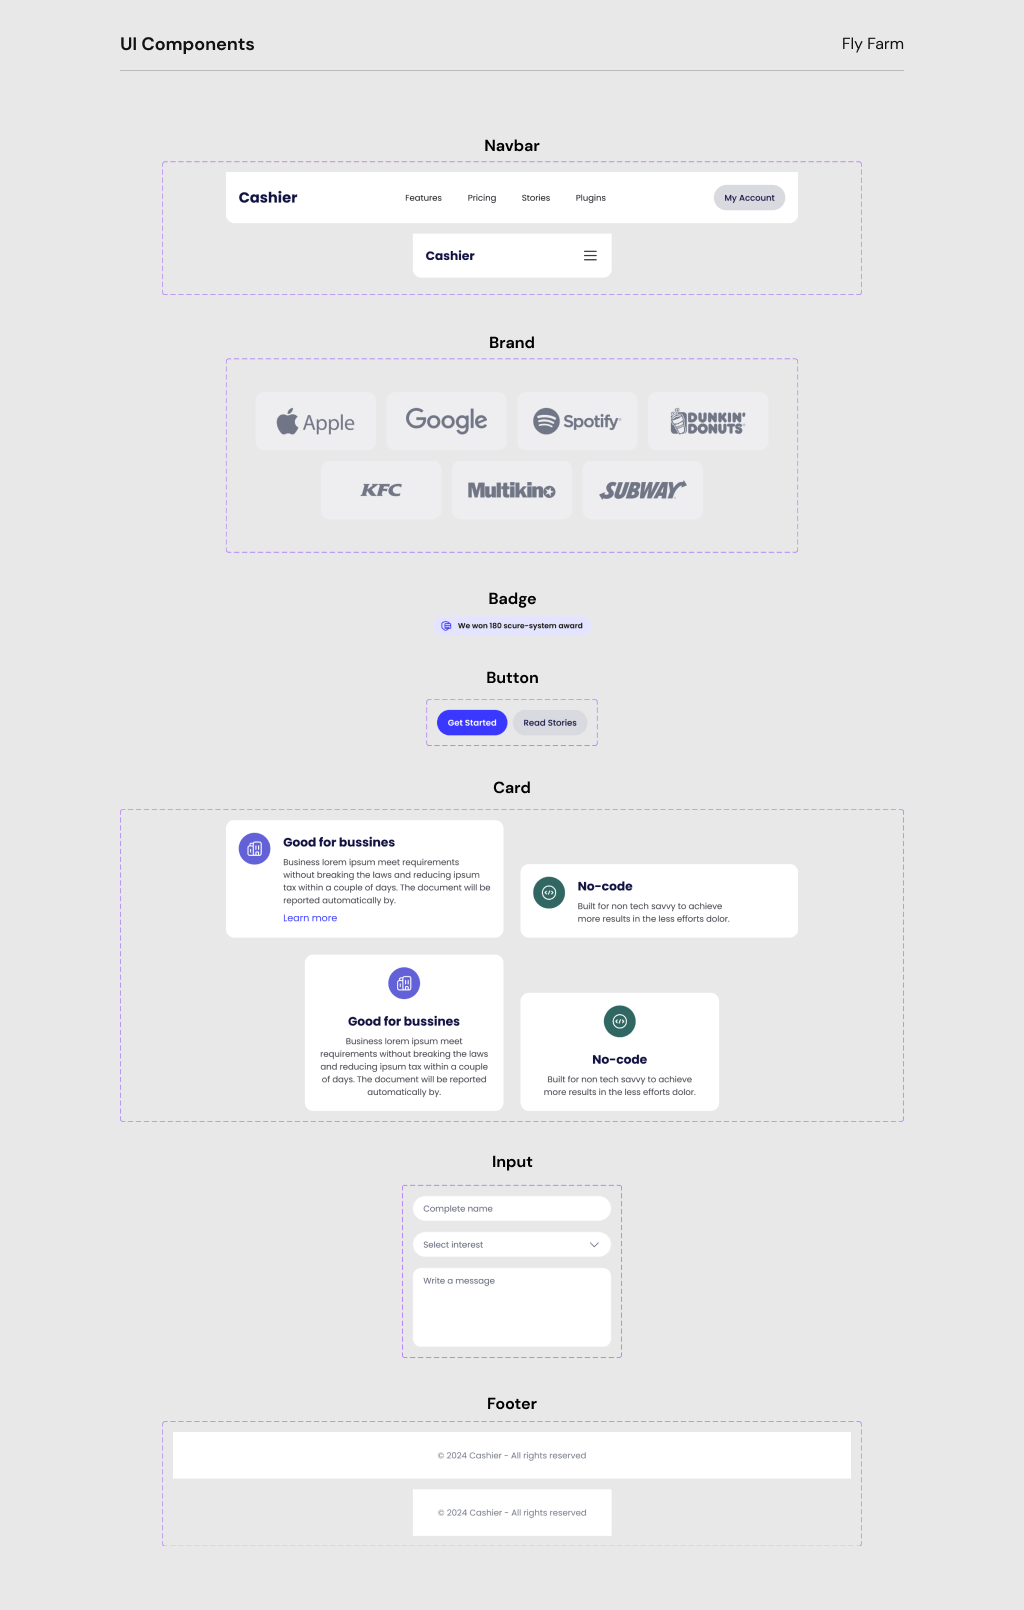 UI Components
Fly Farm
Navbar
Cashier
Features
Pricing
Stories
Plugins
My Account
Cashier
Brand
Apple
Google
Spotify
DUNKIN'
DONUTS
KFC
Multikino
SUBWAY
Badge
We won 180 scure-system award
Button
Get Started
Read Stories
Card
Good for bussines
Business lorem ipsum meet requirements
without breaking the laws and reducing ipsum
tax within a couple of days. The document will be
reported automatically by.
Learn more
No-code
Built for non tech savvy to achieve
more results in the less efforts dolor.
Good for bussines
Business lorem ipsum meet
requirements without breaking the laws
and reducing ipsum tax within a couple
of days. The document will be reported
automatically by.
No-code
Built for non tech savvy to achieve
more results in the less efforts dolor.
Input
Complete name
Select interest
Write a message
Footer
© 2024 Cashier - All rights reserved
© 2024 Cashier - All rights reserved